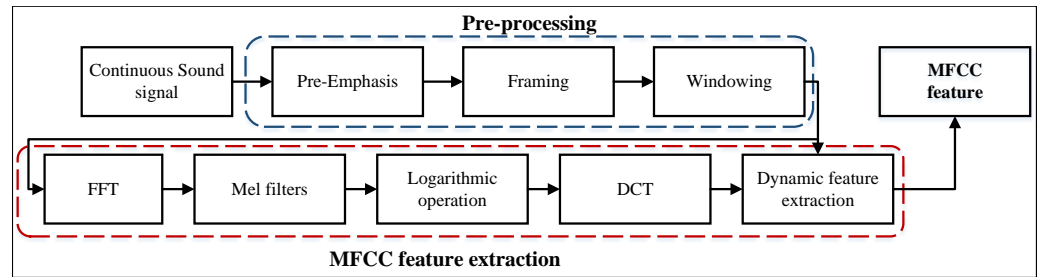 Pre-processing
Continuous Sound
signal
Pre-Emphasis
Framing
Windowing
MFCC
feature
FFT
Mel filters
Logarithmic
operation
DCT
Dynamic feature
extraction
MFCC feature extraction